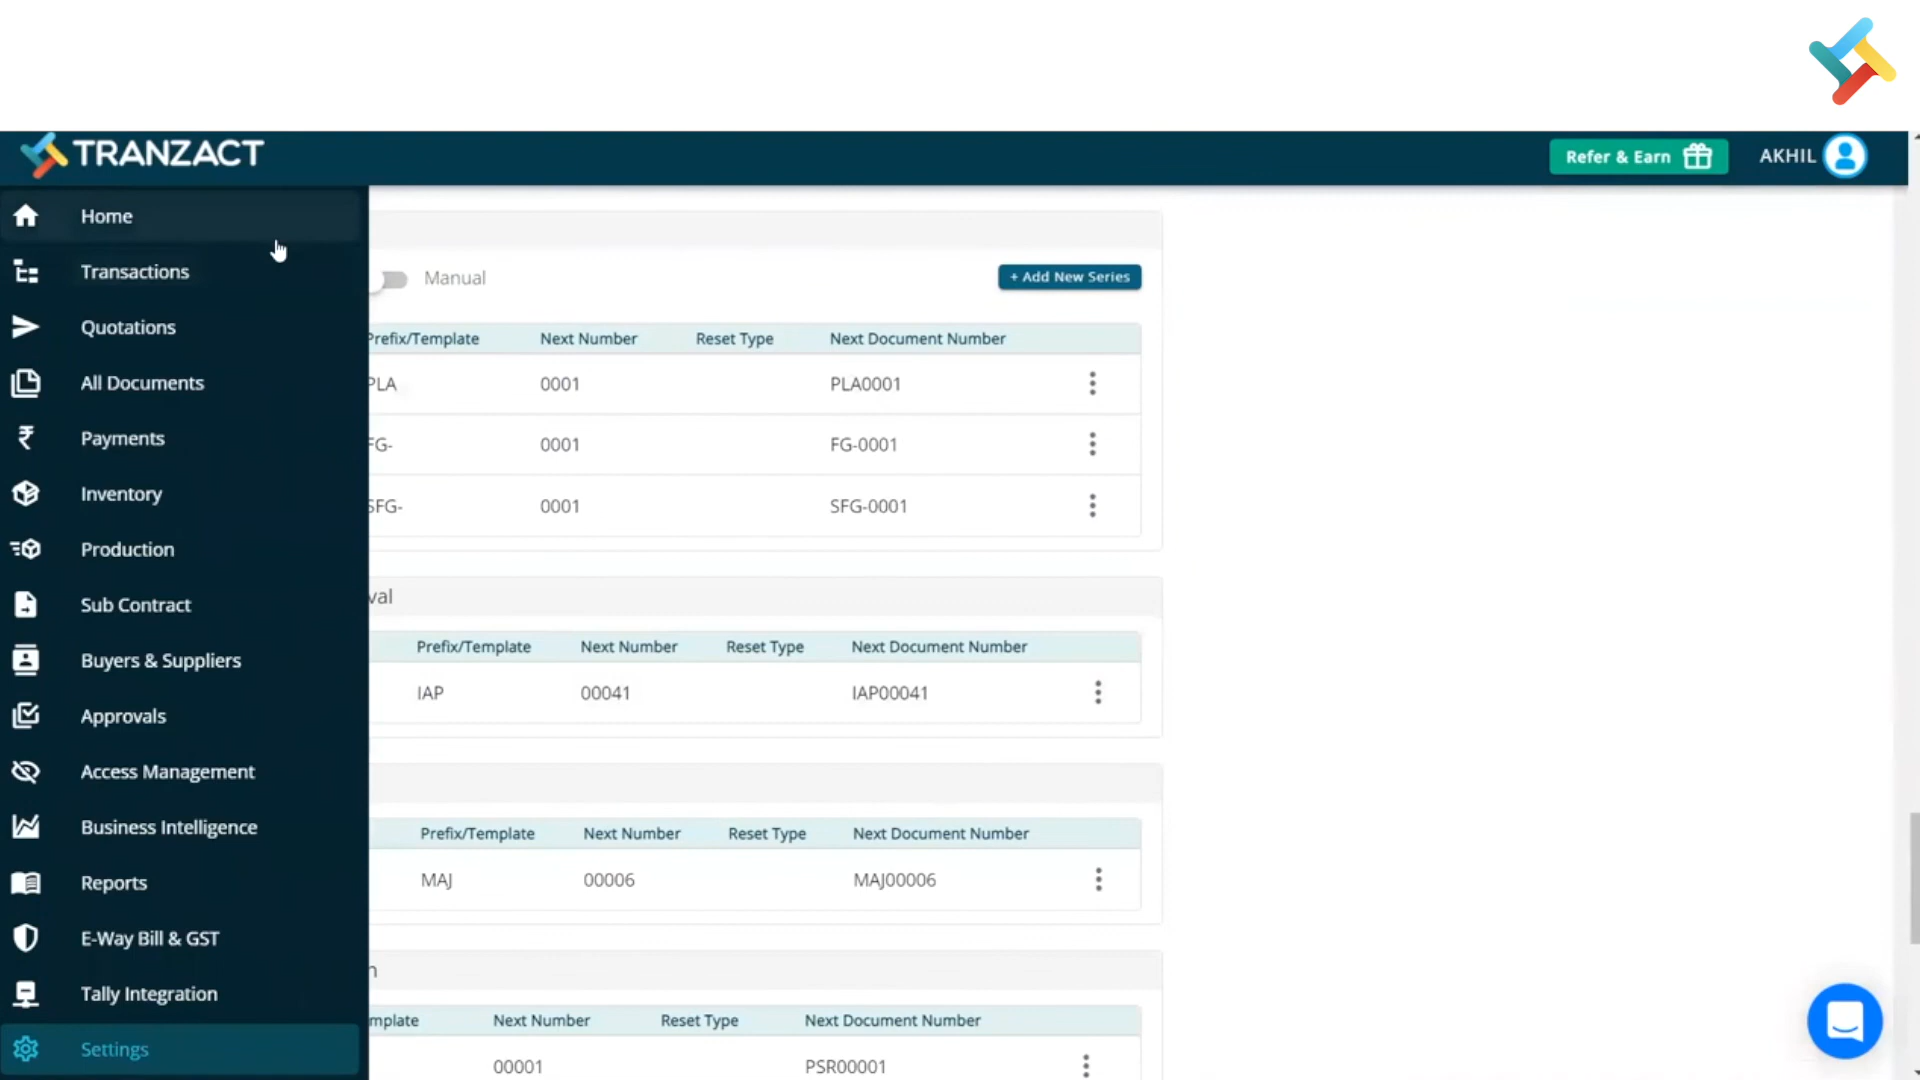 TRANZACT
Refer & Earn
AKHIL
Home
Transactions
Quotations
All Documents
Payments
Inventory
Production
Sub Contract
Buyers & Suppliers
Approvals
Access Management
Business Intelligence
Reports
E-Way Bill & GST
Tally Integration
Settings
Manual
+ Add New Series
Prefix/Template Next Number Reset Type Next Document Number
PLA 0001 PLA0001
FG- 0001 FG-0001
SFG- 0001 SFG-0001
val
Prefix/Template Next Number Reset Type Next Document Number
IAP 00041 IAP00041
Prefix/Template Next Number Reset Type Next Document Number
MAJ 00006 MAJ00006
n
mplate Next Number Reset Type Next Document Number
00001 PSR00001